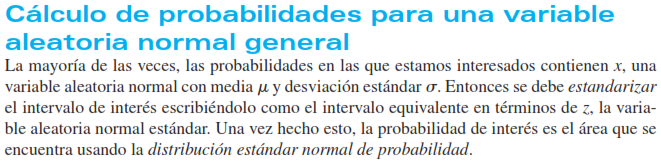 Cálculo de probabilidades para una variable
aleatoria normal general
La mayoría de las veces, las probabilidades en las que estamos interesados contienen x, una
variable aleatoria normal con media μ y desviación estándar σ. Entonces se debe estandarizar
el intervalo de interés escribiéndolo como el intervalo equivalente en términos de z, la varia-
ble aleatoria normal estándar. Una vez hecho esto, la probabilidad de interés es el área que se
encuentra usando la distribución estándar normal de probabilidad.